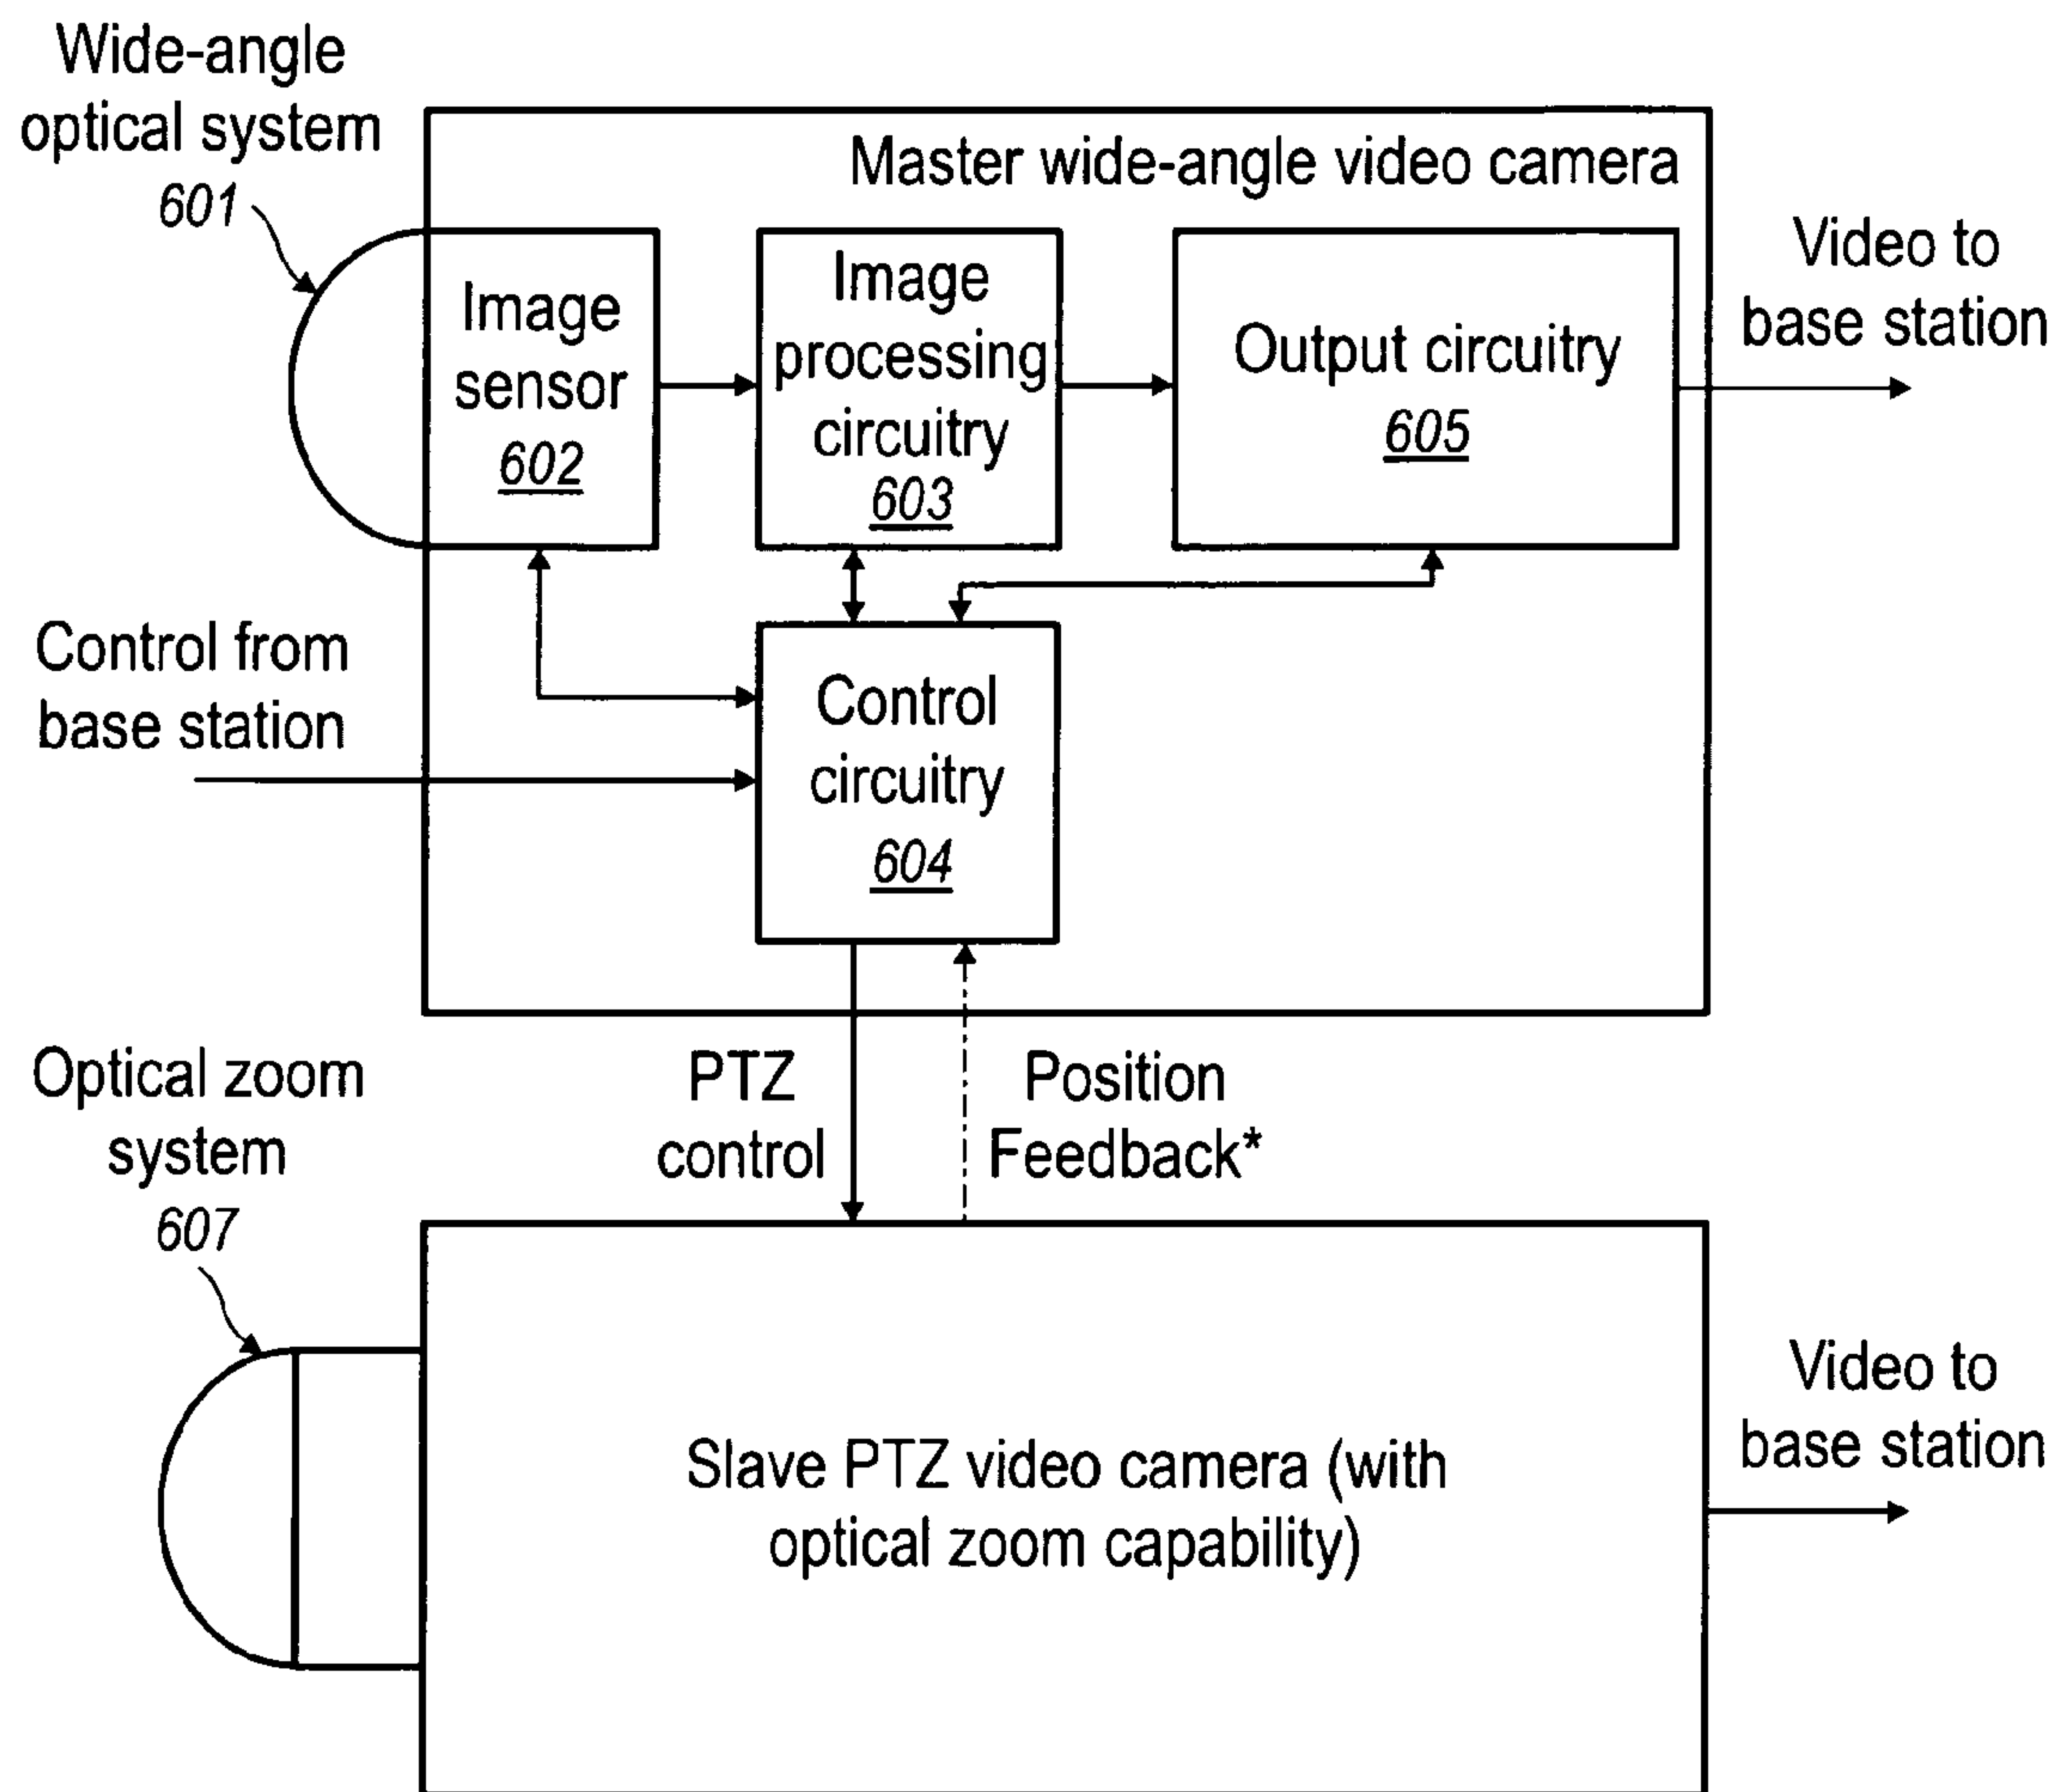 Wide-angle
optical system
601
Master wide-angle video camera
Image
sensor
602
Image
processing
circuitry
603
Output circuitry
605
Video to
base station
Control from
base station
Control
circuitry
604
PTZ
control
Position
Feedback*
Optical zoom
system
607
Slave PTZ video camera (with
optical zoom capability)
Video to
base station